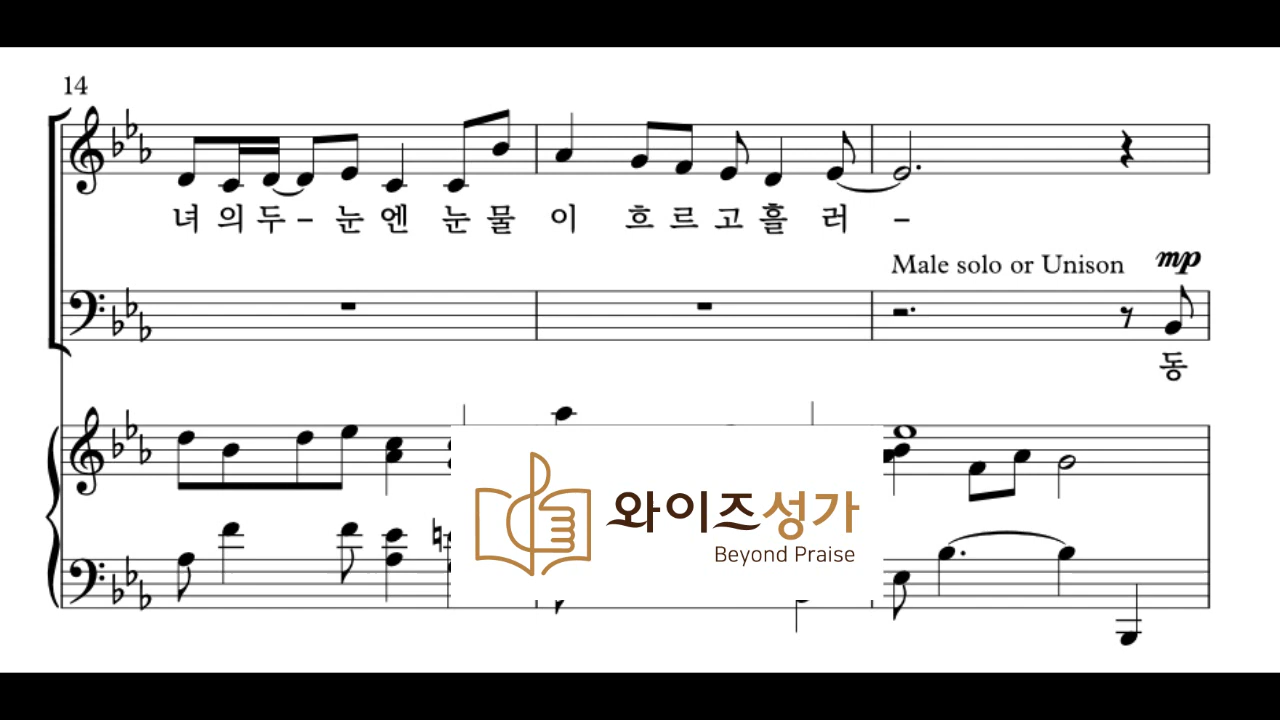 14
녀 의 두 - 눈 엔 눈 물 이 흐 르 고 흘 러 -
Male solo or Unison mp
동
와이즈성가
Beyond Praise